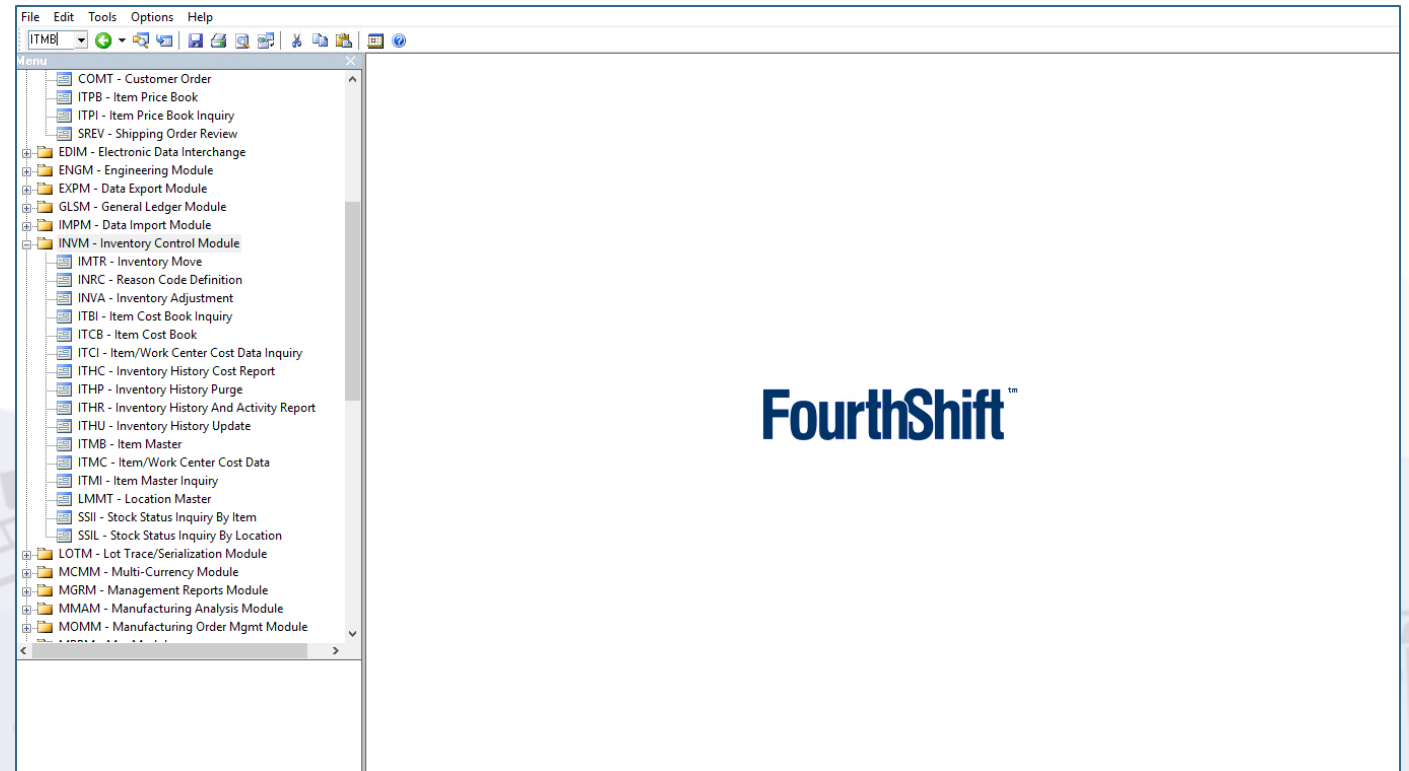 File Edit Tools Options Help
ITMB
Menu
COMT - Customer Order
ITPB - Item Price Book
ITPI - Item Price Book Inquiry
SREV - Shipping Order Review
EDIM - Electronic Data Interchange
ENGM - Engineering Module
EXPM - Data Export Module
GLSM - General Ledger Module
IMPM - Data Import Module
INVM - Inventory Control Module
IMTR - Inventory Move
INRC - Reason Code Definition
INVA - Inventory Adjustment
ITBI - Item Cost Book Inquiry
ITCB - Item Cost Book
ITCI - Item/Work Center Cost Data Inquiry
ITHC - Inventory History Cost Report
ITHP - Inventory History Purge
ITHR - Inventory History And Activity Report
ITHU - Inventory History Update
ITMB - Item Master
ITMC - Item/Work Center Cost Data
ITMI - Item Master Inquiry
LMMT - Location Master
SSII - Stock Status Inquiry By Item
SSIL - Stock Status Inquiry By Location
LOTM - Lot Trace/Serialization Module
MCMM - Multi-Currency Module
MGRM - Management Reports Module
MMAM - Manufacturing Analysis Module
MOMM - Manufacturing Order Mgmt Module
FourthShift™